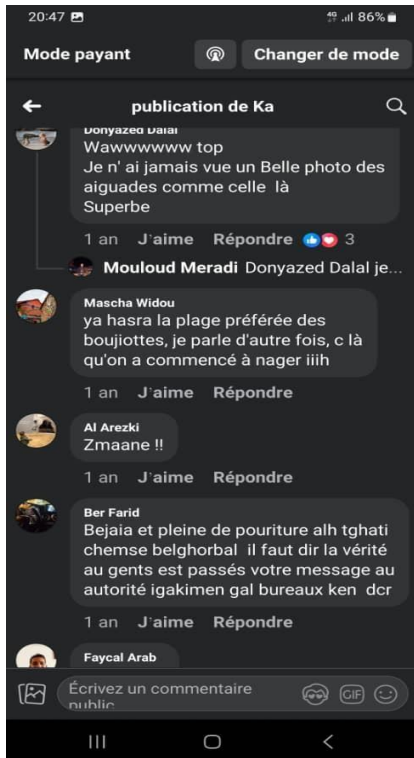 20:47 4G 86%
Mode payant Changer de mode
publication de Ka
Donyazed Dalal
Wawwwwww top
Je n' ai jamais vue un Belle photo des
aiguades comme celle là
Superbe
1 an J'aime Répondre 3
Mouloud Meradi Donyazed Dalal je...
Mascha Widou
ya hasra la plage préférée des
boujiottes, je parle d'autre fois, c là
qu'on a commencé à nager iiih
1 an J'aime Répondre
Al Arezki
Zmaane !!
1 an J'aime Répondre
Ber Farid
Bejaia et pleine de pouriture alh tghati
chemse belghorbal il faut dir la vérité
au gents est passés votre message au
autorité igakimen gal bureaux ken dcr
1 an J'aime Répondre
Faycal Arab
Écrivez un commentaire
public
GIF